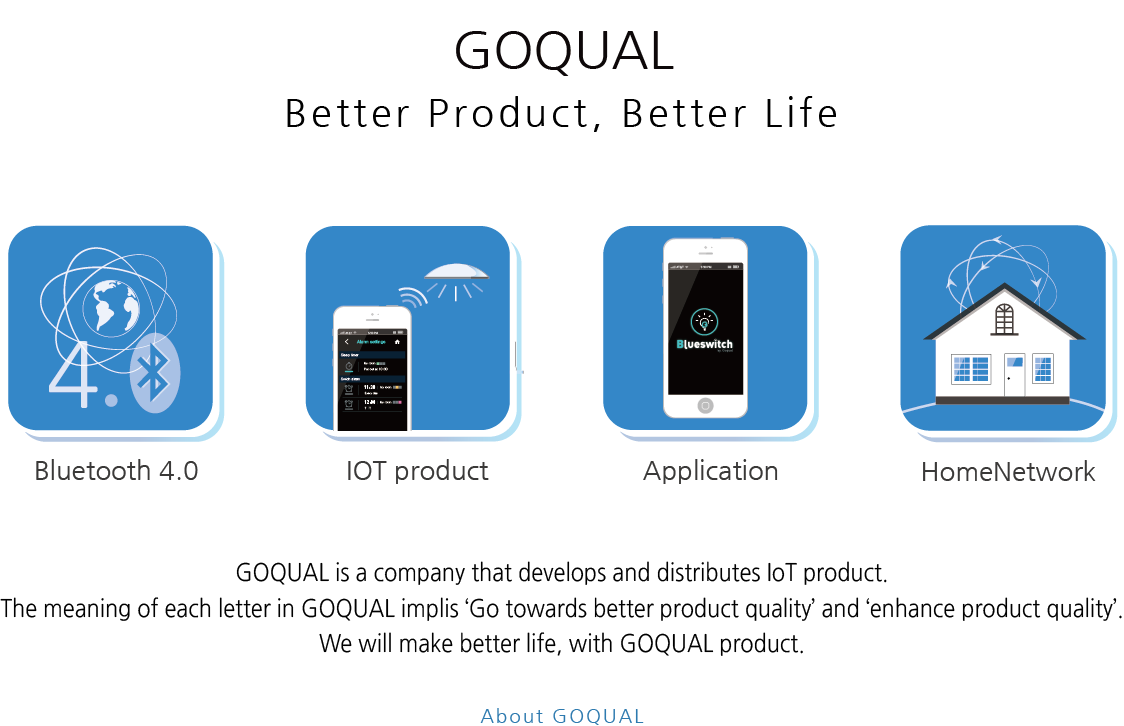 GOQUAL
Better Product, Better Life
4.
Alarm settings
Blueswitch
Bluetooth 4.0
IOT product
Application
HomeNetwork
GOQUAL is a company that develops and distributes IoT product.
The meaning of each letter in GOQUAL implis ‘Go towards better product quality’ and ‘enhance product quality’.
We will make better life, with GOQUAL product.
About GOQUAL